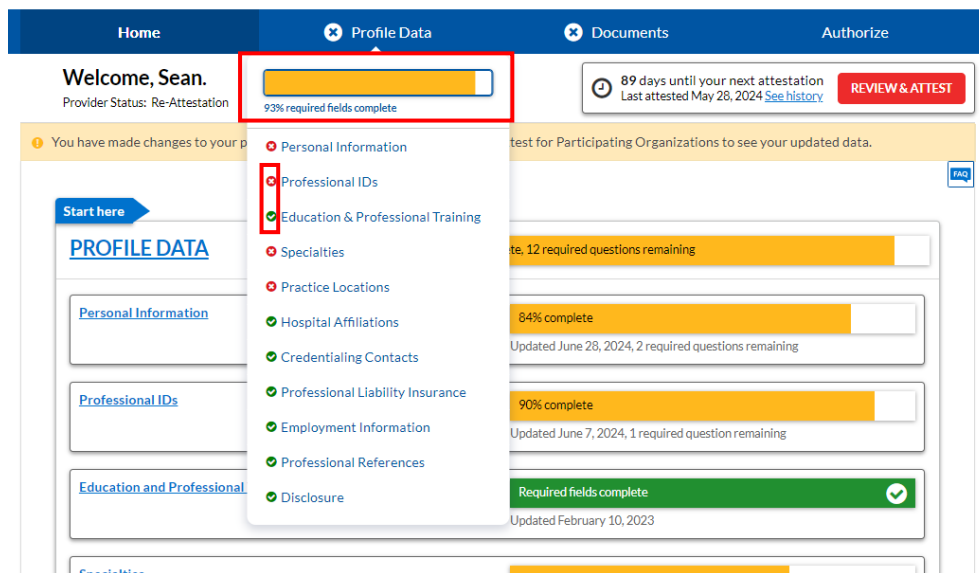 Home
Profile Data
Documents
Authorize
Welcome, Sean.
Provider Status: Re-Attestation
93% required fields complete
89 days until your next attestation
Last attested May 28, 2024 See history
REVIEW & ATTEST
You have made changes to your
test for Participating Organizations to see your updated data.
FAQ
Personal Information
Professional IDs
Education & Professional Training
Specialties
Practice Locations
Hospital Affiliations
Credentialing Contacts
Professional Liability Insurance
Employment Information
Professional References
Disclosure
Start here
PROFILE DATA
12 required questions remaining
Personal Information
84% complete
Updated June 28, 2024, 2 required questions remaining
Professional IDs
90% complete
Updated June 7, 2024, 1 required question remaining
Education and Professional
Required fields complete
Updated February 10, 2023